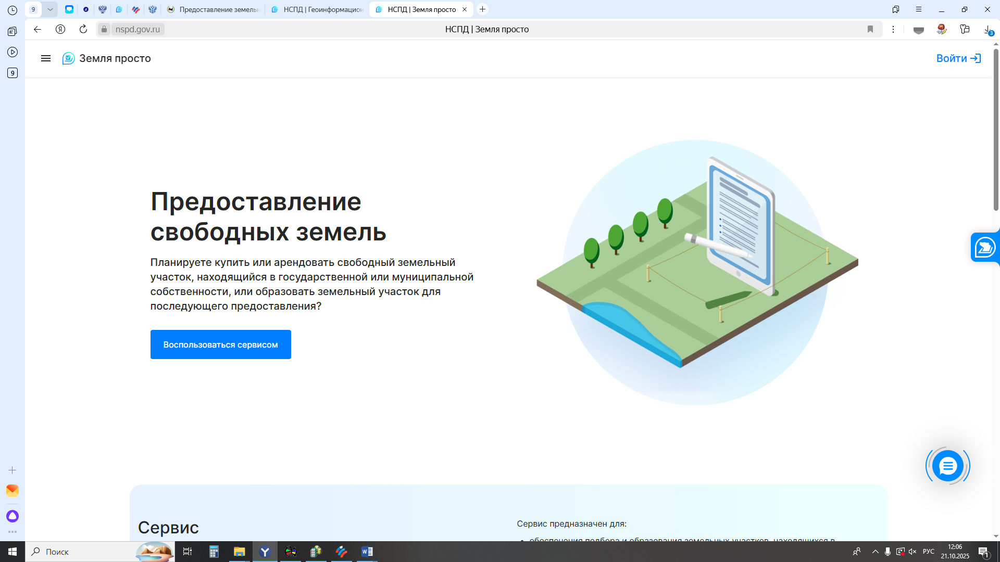 9
Предоставление земельн
НСПД | Геоинформацион
НСПД | Земля просто
nspd.gov.ru
НСПД | Земля просто
3
9
Земля просто
Войти
Предоставление
свободных земель
Планируете купить или арендовать свободный земельный
участок, находящийся в государственной или муниципальной
собственности, или образовать земельный участок для
последующего предоставления?
Воспользоваться сервисом
Сервис
Сервис предназначен для:
обеспечения подбора и образования земельных участков, находящихся в
Поиск
РУС
12:06
21.10.2025
1